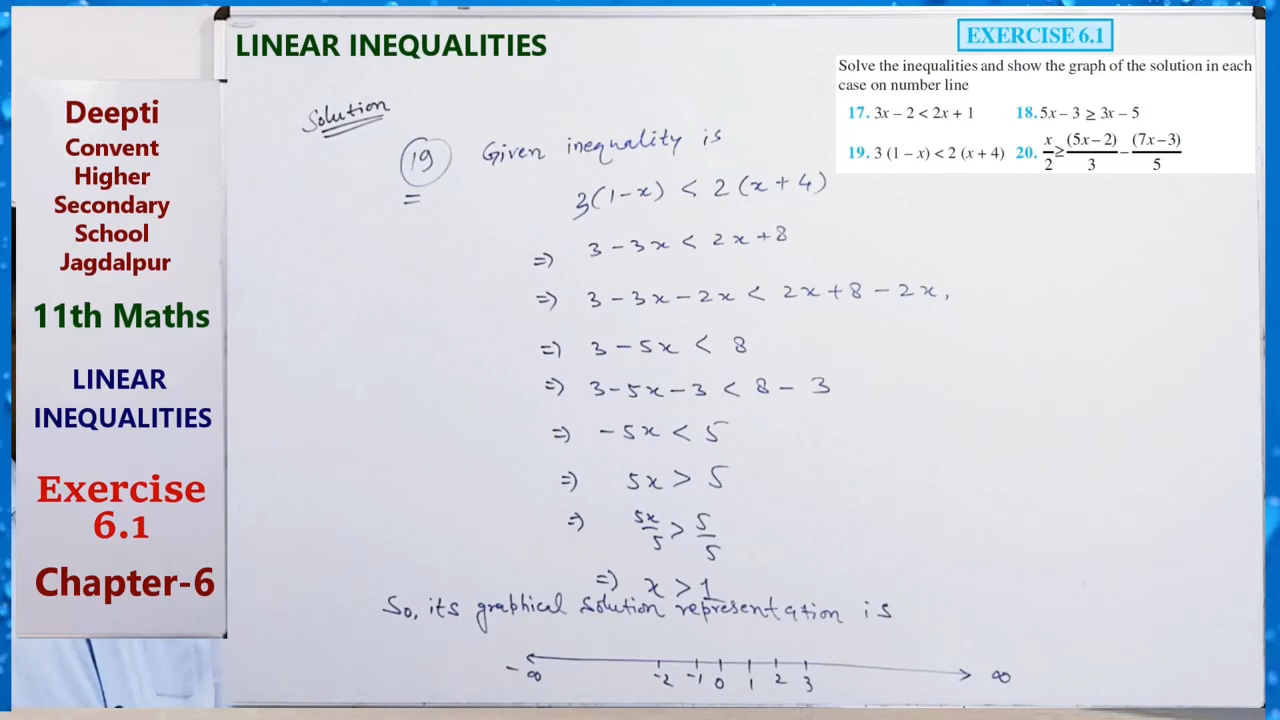 LINEAR INEQUALITIES
EXERCISE 6.1
Solve the inequalities and show the graph of the solution in each
case on number line
17. 3x – 2 < 2x + 1 18. 5x – 3 ≥ 3x – 5
19. 3 (1 – x) < 2 (x + 4) 20. x/2 ≥ (5x – 2)/3 – (7x – 3)/5
Deepti
Convent
Higher
Secondary
School
Jagdalpur
11th Maths
LINEAR
INEQUALITIES
Exercise
6.1
Chapter-6
Solution
19 Given inequality is
=
3(1-x) < 2(x+4)
=> 3-3x < 2x+8
=> 3-3x-2x < 2x+8-2x,
=> 3-5x < 8
=> 3-5x-3 < 8-3
=> -5x < 5
=> 5x > 5
=> 5x/5 > 5/5
=> x > 1
So, its graphical solution representation is
-∞ -2 -1 0 1 2 3 ∞